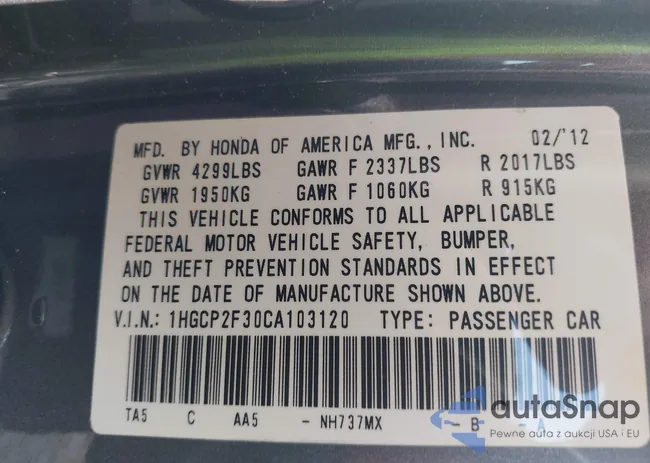 MFD. BY HONDA OF AMERICA MFG., INC. 02/'12
GVWR 4299LBS GAWR F 2337LBS R 2017LBS
GVWR 1950KG GAWR F 1060KG R 915KG
THIS VEHICLE CONFORMS TO ALL APPLICABLE
FEDERAL MOTOR VEHICLE SAFETY, BUMPER,
AND THEFT PREVENTION STANDARDS IN EFFECT
ON THE DATE OF MANUFACTURE SHOWN ABOVE.
V.I.N.: 1HGCP2F30CA103120 TYPE: PASSENGER CAR
TA5 C AA5 - NH737MX - B - A
autoSnap
Pewne auta z aukcji USA i EU